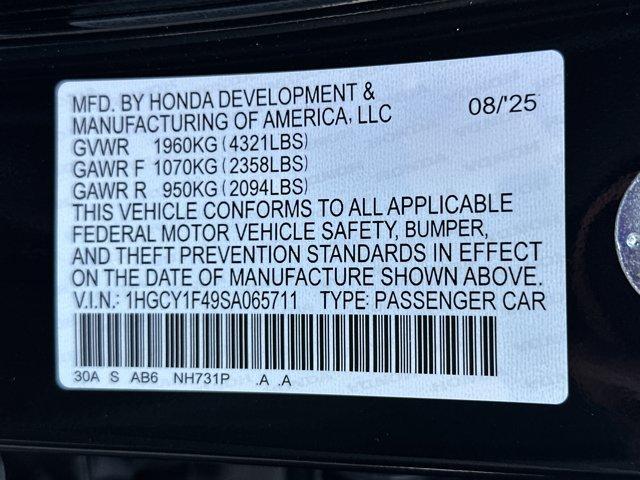 MFD. BY HONDA DEVELOPMENT &
MANUFACTURING OF AMERICA, LLC 08/'25
GVWR 1960KG (4321LBS)
GAWR F 1070KG (2358LBS)
GAWR R 950KG (2094LBS)
THIS VEHICLE CONFORMS TO ALL APPLICABLE
FEDERAL MOTOR VEHICLE SAFETY, BUMPER,
AND THEFT PREVENTION STANDARDS IN EFFECT
ON THE DATE OF MANUFACTURE SHOWN ABOVE.
V.I.N.: 1HGCY1F49SA065711 TYPE: PASSENGER CAR
30A S AB6 NH731P .A .A